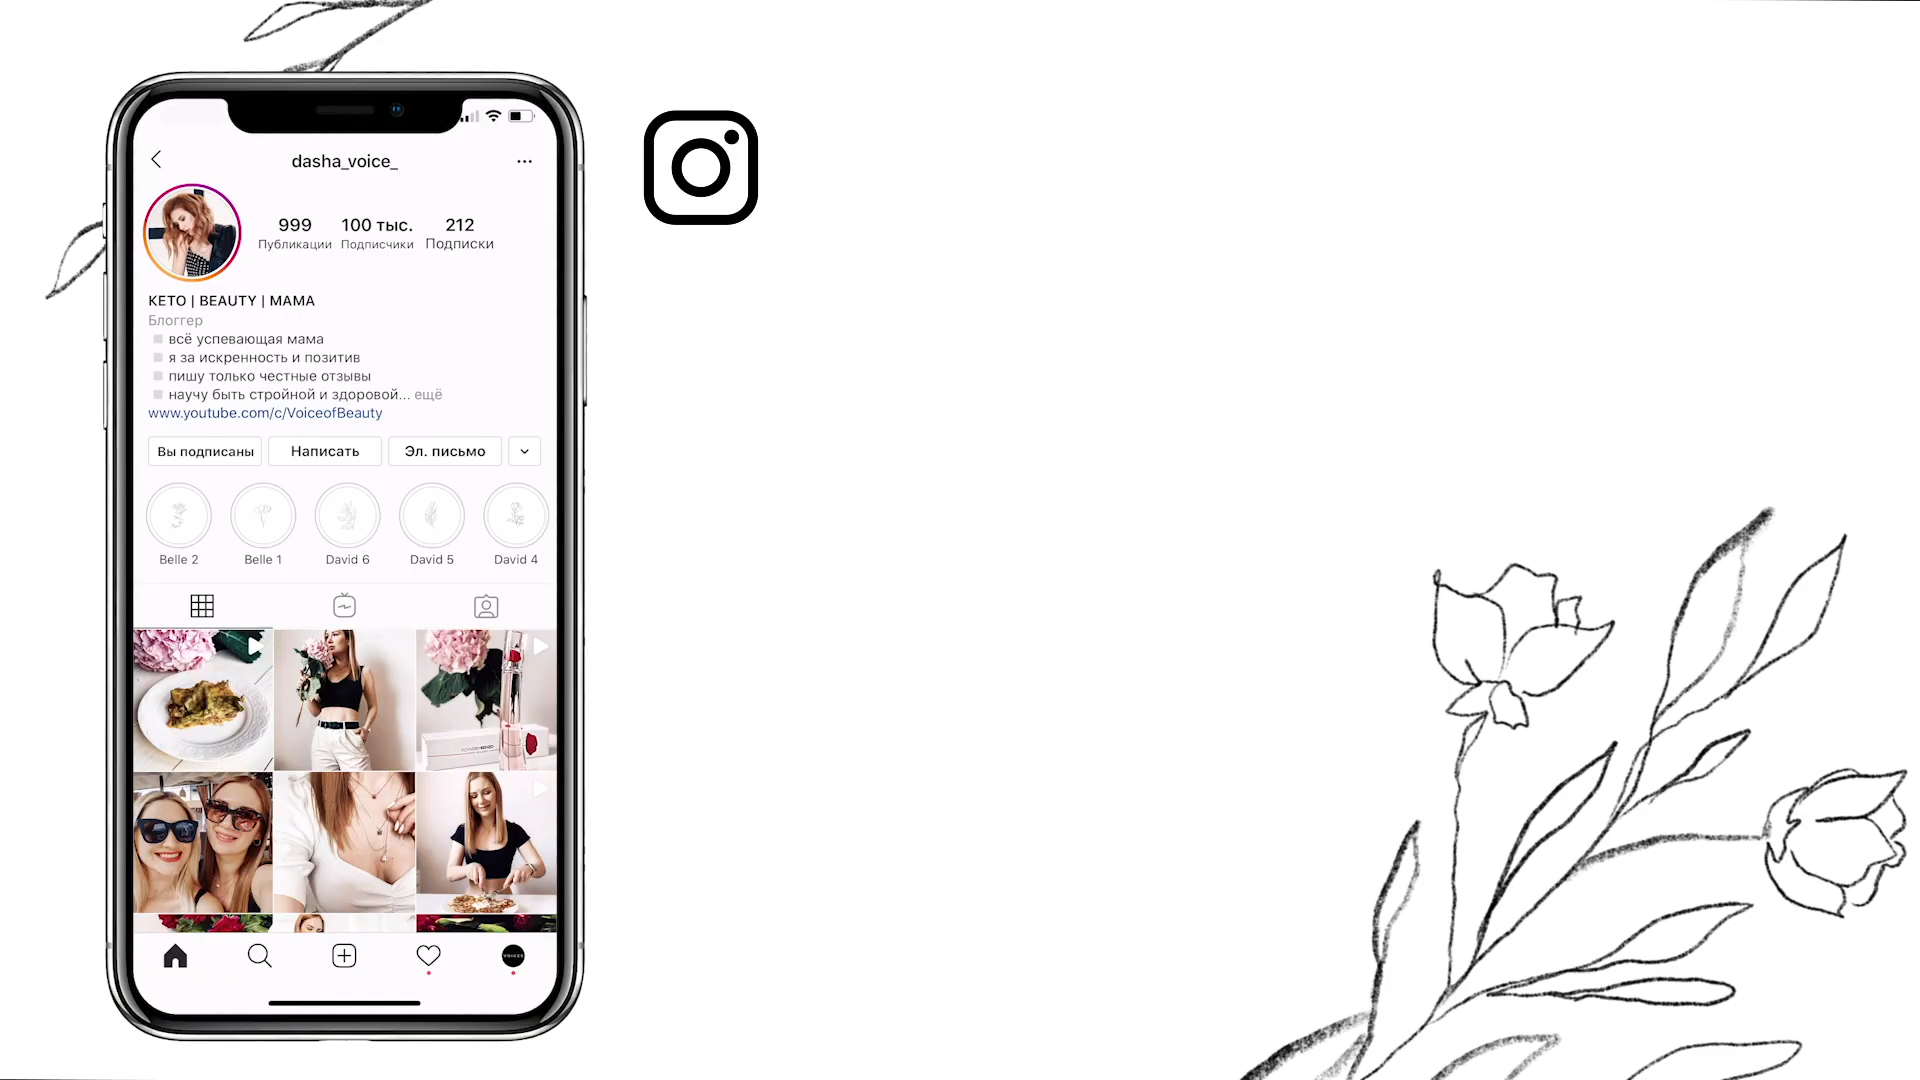 dasha_voice_
999
100 тыс.
212
Публикации
Подписчики
Подписки
KETO | BEAUTY | MAMA
Блоггер
всё успевающая мама
я за искренность и позитив
пишу только честные отзывы
научу быть стройной и здоровой... ещё
www.youtube.com/c/VoiceofBeauty
Вы подписаны
Написать
Эл. письмо
Belle 2
Belle 1
David 6
David 5
David 4